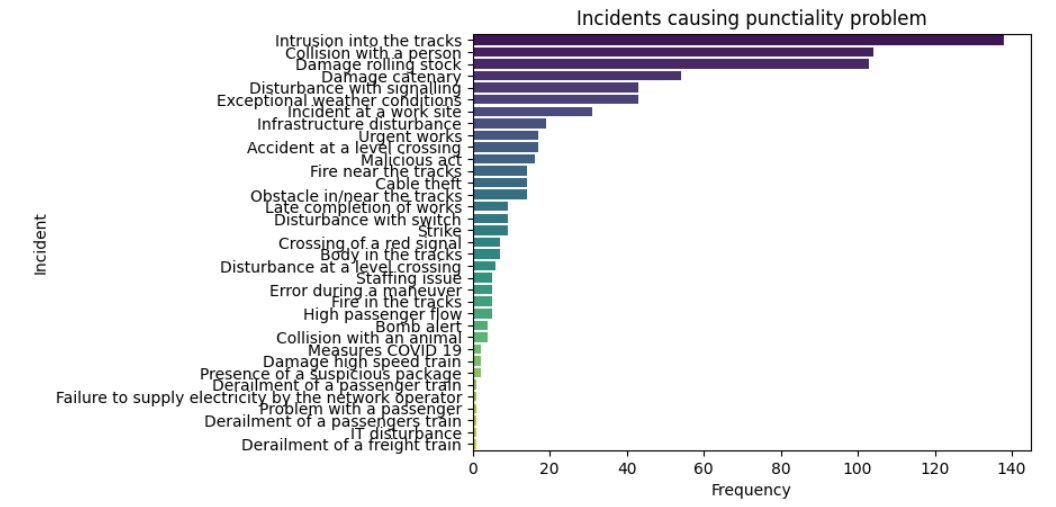 Incidents causing punctiality problem
Incident
Intrusion into the tracks
Collision with a person
Damage rolling stock
Damage catenary
Disturbance with signalling
Exceptional weather conditions
Incident at a work site
Infrastructure disturbance
Urgent works
Accident at a level crossing
Malicious act
Fire near the tracks
Cable theft
Obstacle in/near the tracks
Late completion of works
Disturbance with switch
Strike
Crossing of a red signal
Body in the tracks
Disturbance at a level crossing
Staffing issue
Error during a maneuver
Fire in the tracks
High passenger flow
Bomb alert
Collision with an animal
Measures COVID 19
Damage high speed train
Presence of a suspicious package
Derailment of a passenger train
Failure to supply electricity by the network operator
Problem with a passenger
Derailment of a passengers train
IT disturbance
Derailment of a freight train
0 20 40 60 80 100 120 140
Frequency